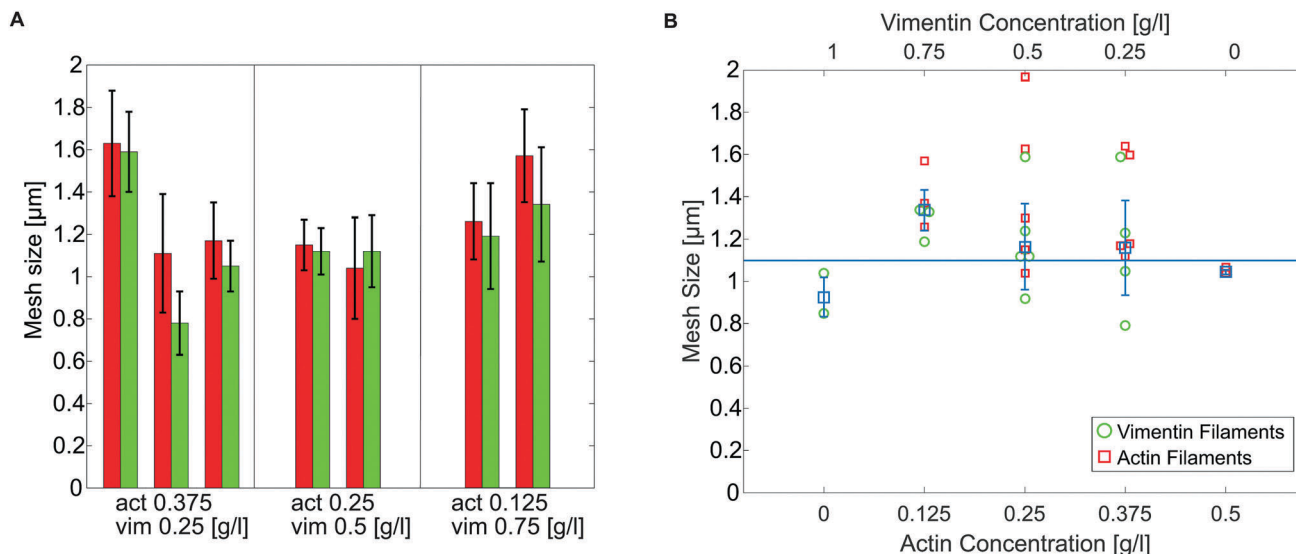 A
Mesh size [µm]
2
1.8
1.6
1.4
1.2
1
0.8
0.6
0.4
0.2
0
act 0.375
vim 0.25 [g/l]
act 0.25
vim 0.5 [g/l]
act 0.125
vim 0.75 [g/l]
B
Vimentin Concentration [g/l]
1 0.75 0.5 0.25 0
Mesh Size [µm]
2
1.8
1.6
1.4
1.2
1
0.8
0.6
0.4
0.2
0
Vimentin Filaments
Actin Filaments
0 0.125 0.25 0.375 0.5
Actin Concentration [g/l]